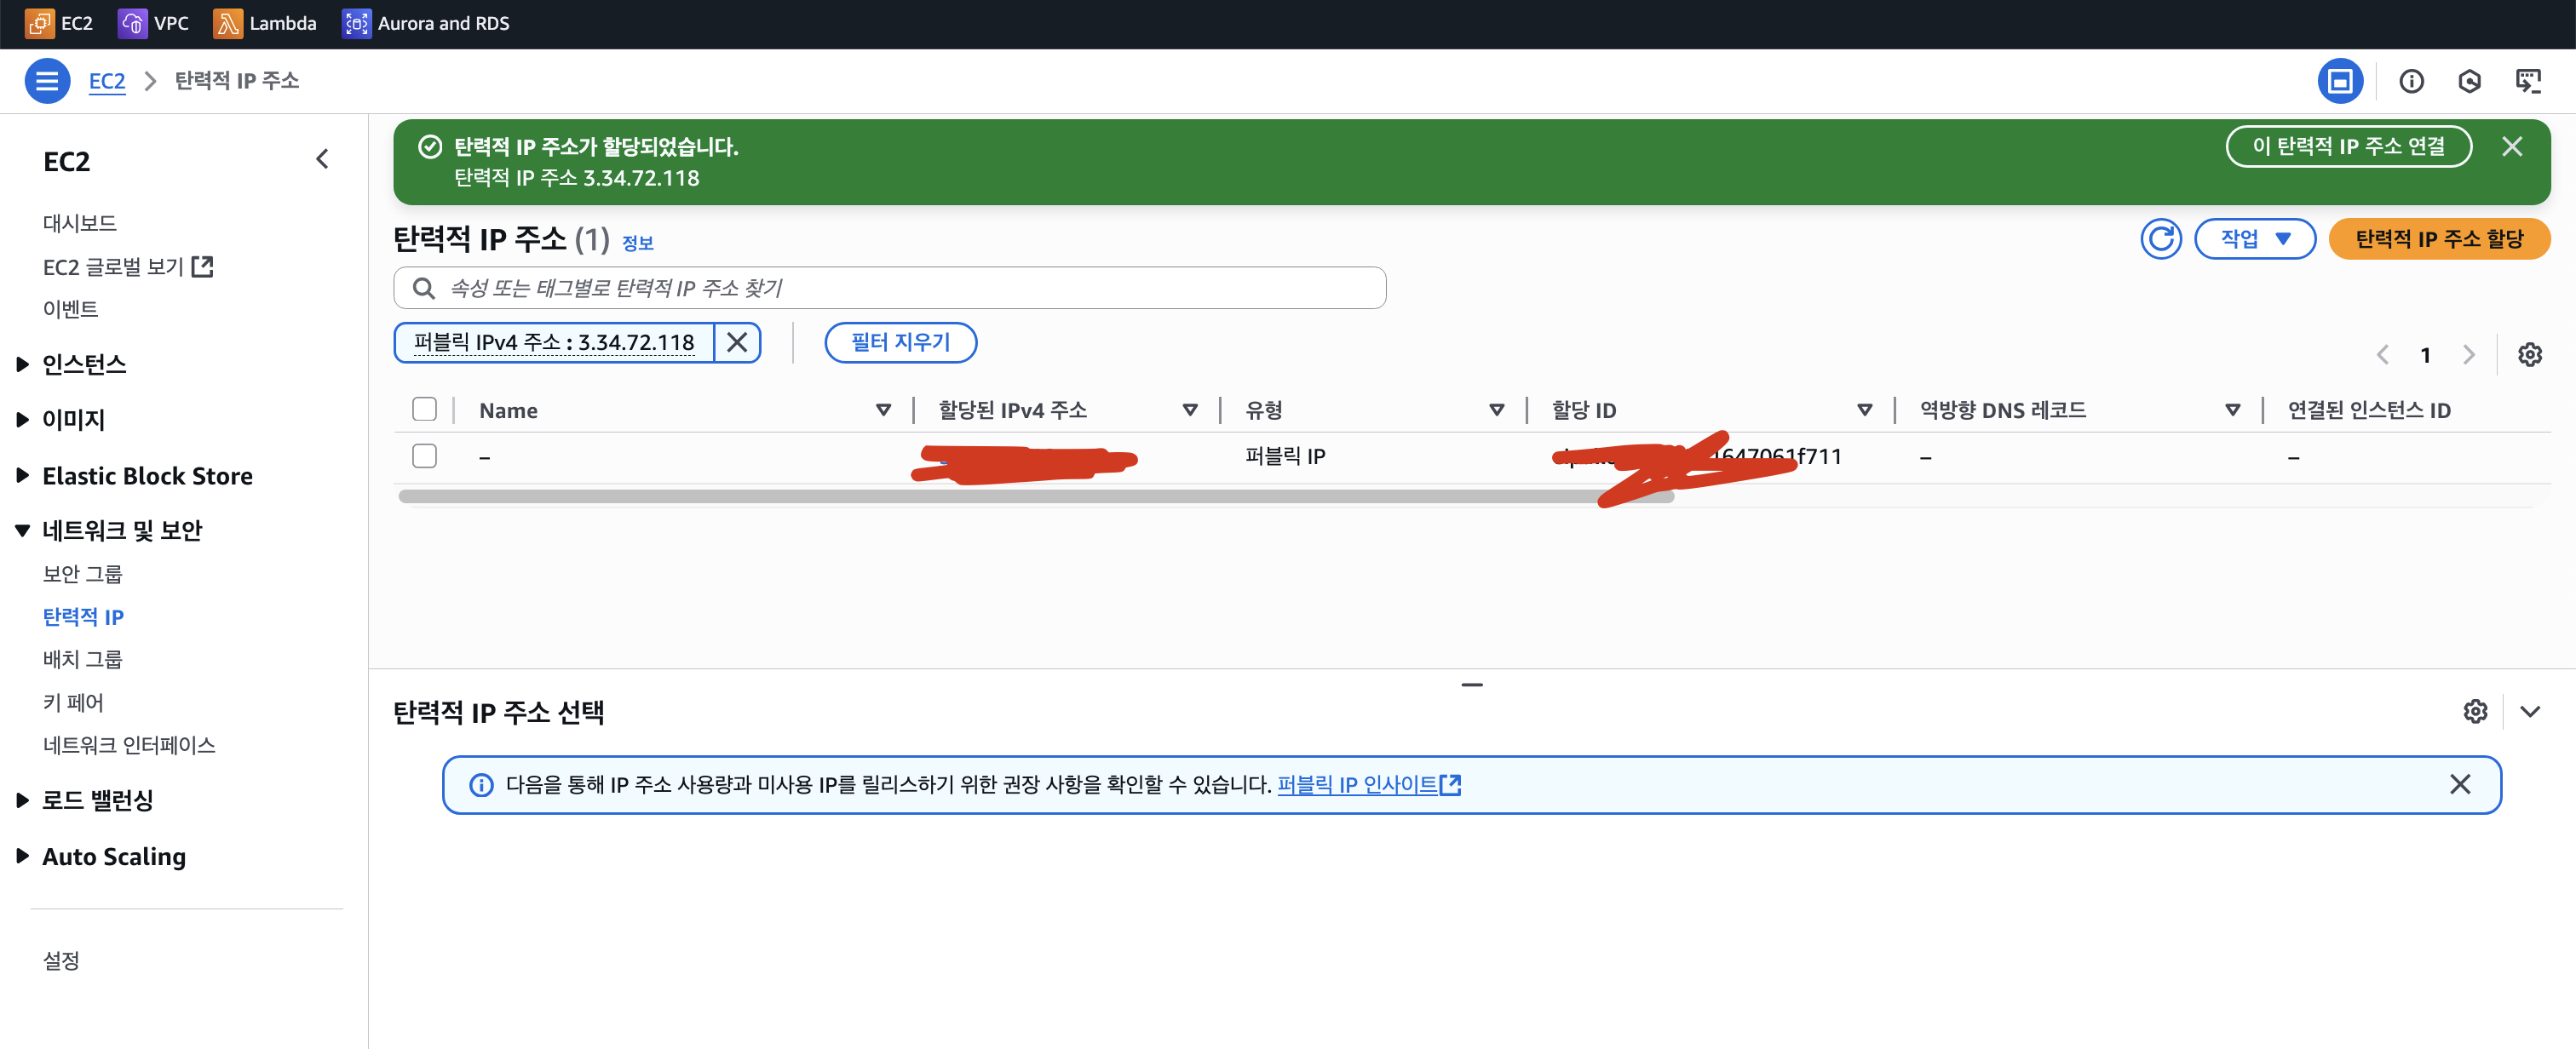 EC2 VPC Lambda Aurora and RDS
EC2 탄력적 IP 주소
EC2
대시보드
EC2 글로벌 보기
이벤트
인스턴스
이미지
Elastic Block Store
네트워크 및 보안
보안 그룹
탄력적 IP
배치 그룹
키 페어
네트워크 인터페이스
로드 밸런싱
Auto Scaling
설정
탄력적 IP 주소가 할당되었습니다.
탄력적 IP 주소 3.34.72.118
이 탄력적 IP 주소 연결
탄력적 IP 주소 (1) 정보
작업
탄력적 IP 주소 할당
속성 또는 태그별로 탄력적 IP 주소 찾기
퍼블릭 IPv4 주소 : 3.34.72.118
필터 지우기
1
Name 할당된 IPv4 주소 유형 할당 ID 역방향 DNS 레코드 연결된 인스턴스 ID
– 퍼블릭 IP – –
탄력적 IP 주소 선택
다음을 통해 IP 주소 사용량과 미사용 IP를 릴리스하기 위한 권장 사항을 확인할 수 있습니다. 퍼블릭 IP 인사이트